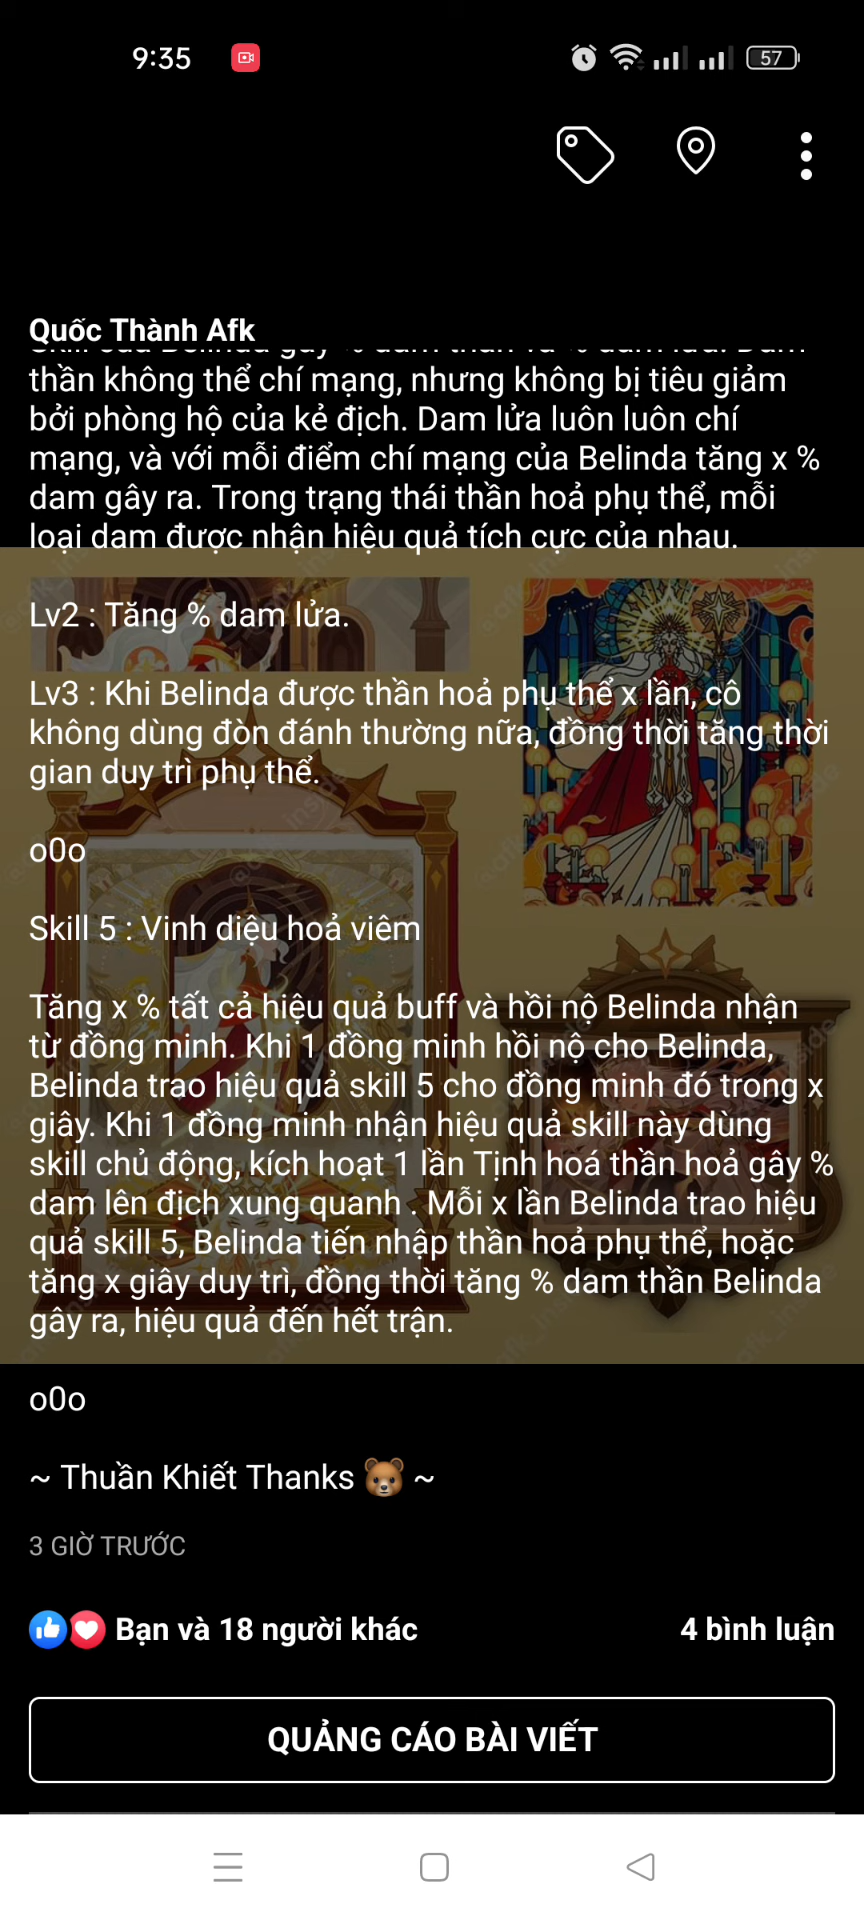 9:35
57
Quốc Thành Afk
thần không thể chí mạng, nhưng không bị tiêu giảm
bởi phòng hộ của kẻ địch. Dam lửa luôn luôn chí
mạng, và với mỗi điểm chí mạng của Belinda tăng x %
dam gây ra. Trong trạng thái thần hoả phụ thể, mỗi
loại dam được nhận hiệu quả tích cực của nhau.
Lv2 : Tăng % dam lửa.
Lv3 : Khi Belinda được thần hoả phụ thể x lần, cô
không dùng đòn đánh thường nữa, đồng thời tăng thời
gian duy trì phụ thể.
o0o
Skill 5 : Vinh diệu hoả viêm
Tăng x % tất cả hiệu quả buff và hồi nộ Belinda nhận
từ đồng minh. Khi 1 đồng minh hồi nộ cho Belinda,
Belinda trao hiệu quả skill 5 cho đồng minh đó trong x
giây. Khi 1 đồng minh nhận hiệu quả skill này dùng
skill chủ động, kích hoạt 1 lần Tịnh hoá thần hoả gây %
dam lên địch xung quanh . Mỗi x lần Belinda trao hiệu
quả skill 5, Belinda tiến nhập thần hoả phụ thể, hoặc
tăng x giây duy trì, đồng thời tăng % dam thần Belinda
gây ra, hiệu quả đến hết trận.
o0o
~ Thuần Khiết Thanks 🐻 ~
3 GIỜ TRƯỚC
Bạn và 18 người khác
4 bình luận
QUẢNG CÁO BÀI VIẾT